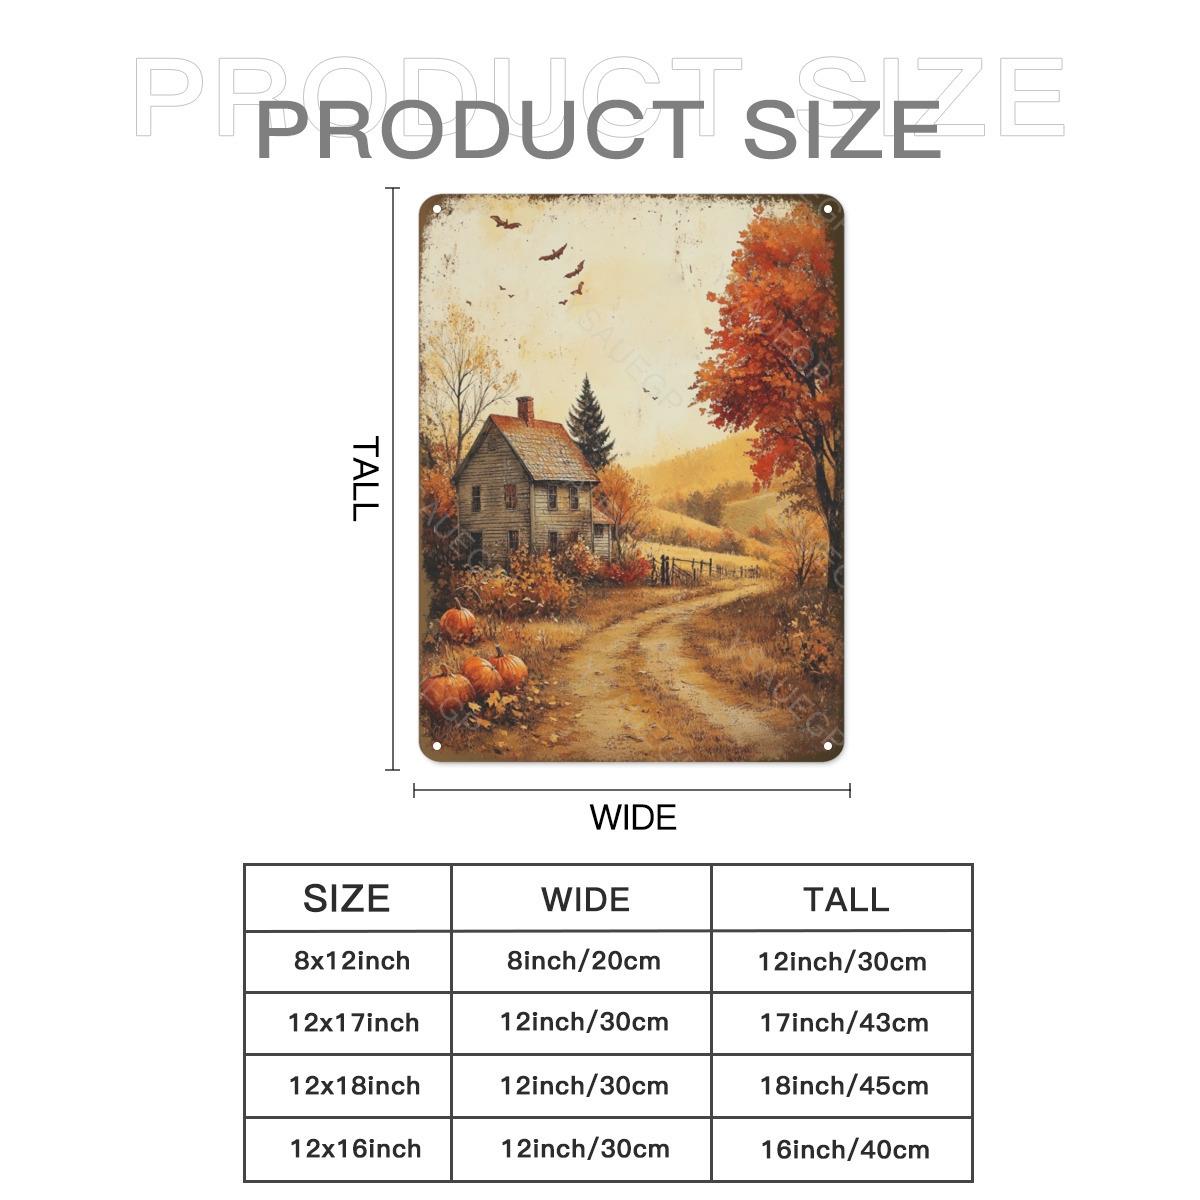 PRODUCT SIZE
PRODUCT SIZE
TALL
WIDE
SIZE WIDE TALL
8x12inch 8inch/20cm 12inch/30cm
12x17inch 12inch/30cm 17inch/43cm
12x18inch 12inch/30cm 18inch/45cm
12x16inch 12inch/30cm 16inch/40cm